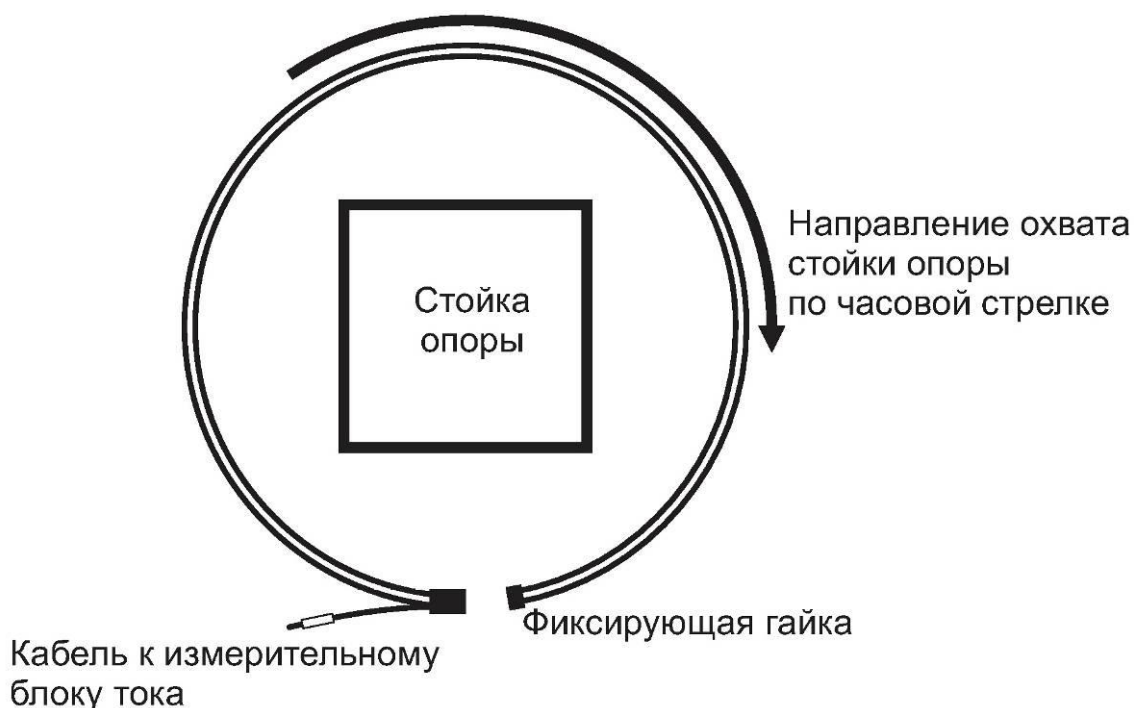 Направление охвата
стойки опоры
по часовой стрелке
Стойка
опоры
Фиксирующая гайка
Кабель к измерительному
блоку тока